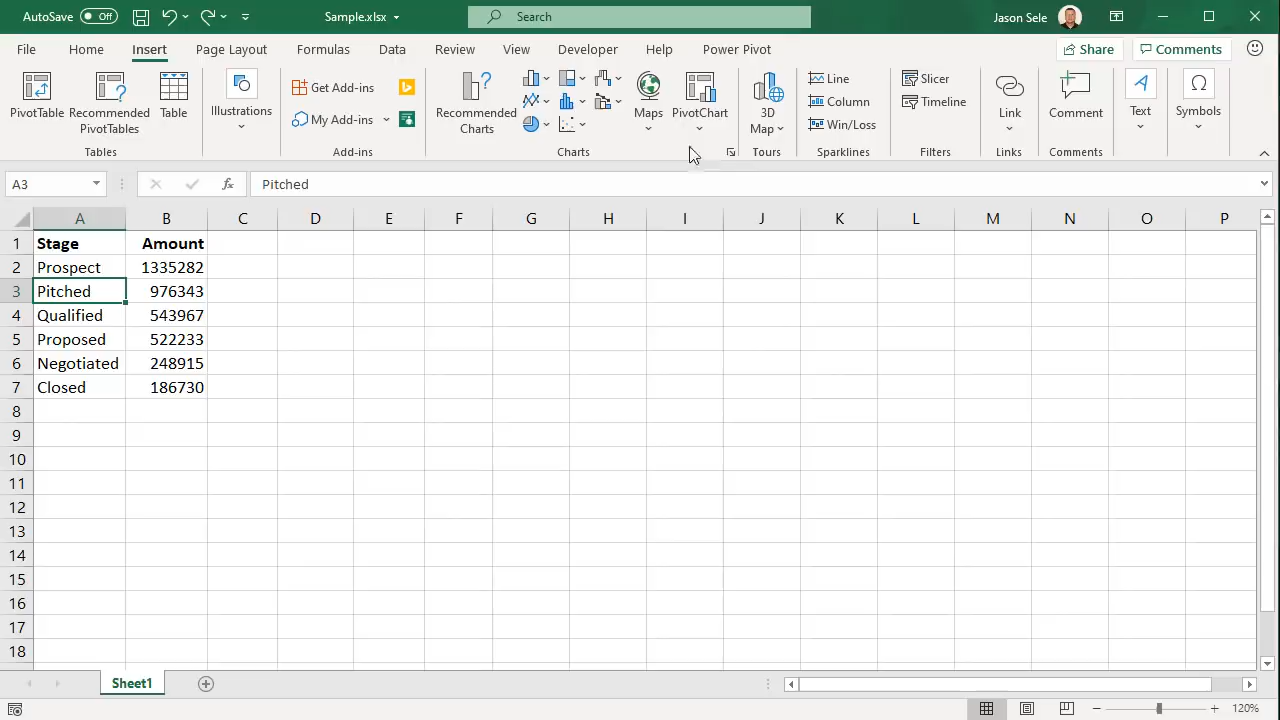 AutoSave Off Sample.xlsx Search Jason Sele
File Home Insert Page Layout Formulas Data Review View Developer Help Power Pivot Share Comments
PivotTable Recommended PivotTables Table Illustrations Get Add-ins My Add-ins Recommended Charts Maps PivotChart 3D Map Line Column Win/Loss Slicer Timeline Link Comment Text Symbols
Tables Add-ins Charts Tours Sparklines Filters Links Comments
A3 fx Pitched
A B C D E F G H I J K L M N O P
1 Stage Amount
2 Prospect 1335282
3 Pitched 976343
4 Qualified 543967
5 Proposed 522233
6 Negotiated 248915
7 Closed 186730
8
9
10
11
12
13
14
15
16
17
18
Sheet1
120%